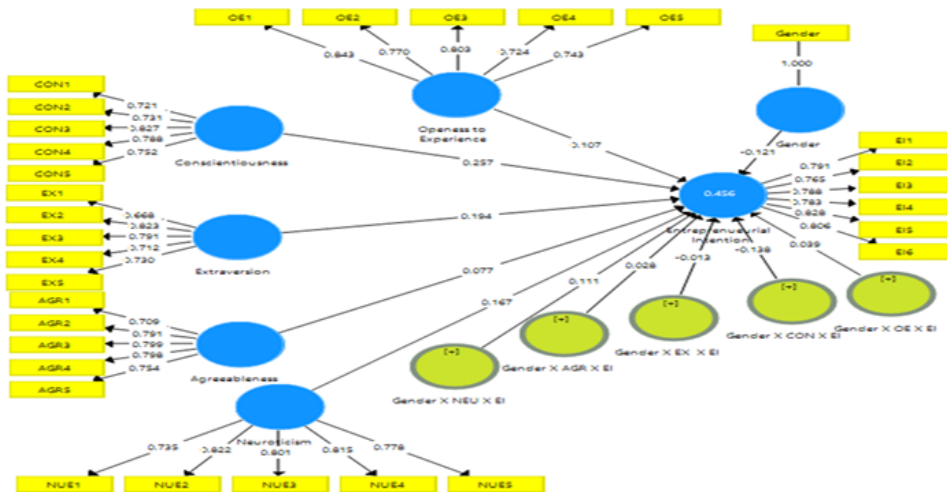 OE1 OE2 OE3 OE4 OE5
0.843 0.770 0.803 0.724 0.743
Openess to
Experience
Gender
1.000
Gender
CON1
CON2
CON3
CON4
CON5
0.721
0.731
0.827
0.788
0.752
Conscientiousness
EX1
EX2
EX3
EX4
EX5
0.668
0.823
0.791
0.712
0.730
Extraversion
AGR1
AGR2
AGR3
AGR4
AGR5
0.709
0.791
0.799
0.798
0.754
Agreeableness
Neuroticism
0.735 0.822 0.801 0.815 0.778
NUE1 NUE2 NUE3 NUE4 NUE5
0.107
0.257
0.194
0.077
0.167
-0.121
0.456
Entrepreneurial
Intention
0.791
0.765
0.788
0.783
0.828
0.806
EI1
EI2
EI3
EI4
EI5
EI6
0.111
0.028
-0.013
-0.138
0.039
[+]
Gender X NEU X EI
[+]
Gender X AGR X EI
[+]
Gender X EX X EI
[+]
Gender X CON X EI
[+]
Gender X OE X EI